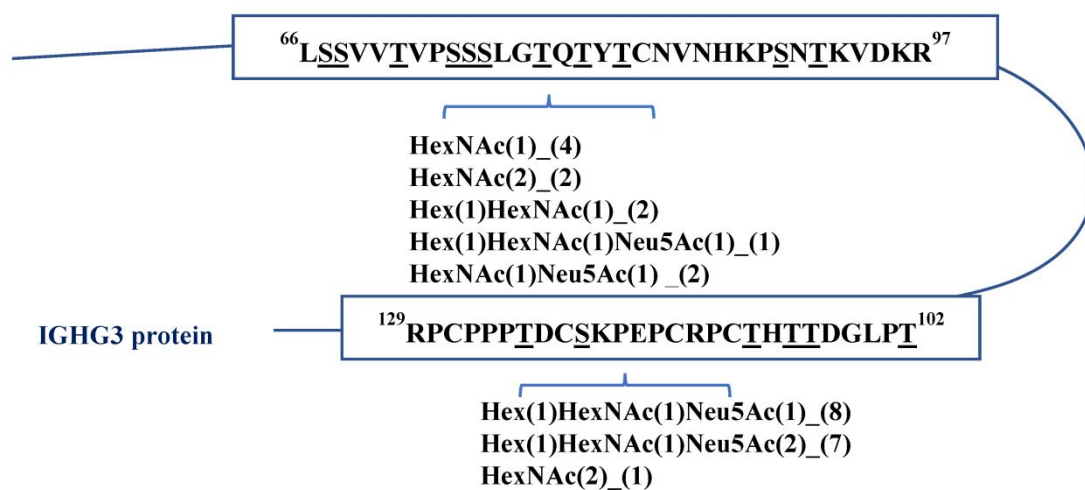 66LSSVVTVPSSSLGTQTYTCNVNHKPSNTKVDKR97
HexNAc(1)_(4)
HexNAc(2)_(2)
Hex(1)HexNAc(1)_(2)
Hex(1)HexNAc(1)Neu5Ac(1)_(1)
HexNAc(1)Neu5Ac(1) _(2)
IGHG3 protein
129RPCPPPTDCSKPEPCRPCTHTTDGLPT102
Hex(1)HexNAc(1)Neu5Ac(1)_(8)
Hex(1)HexNAc(1)Neu5Ac(2)_(7)
HexNAc(2)_(1)